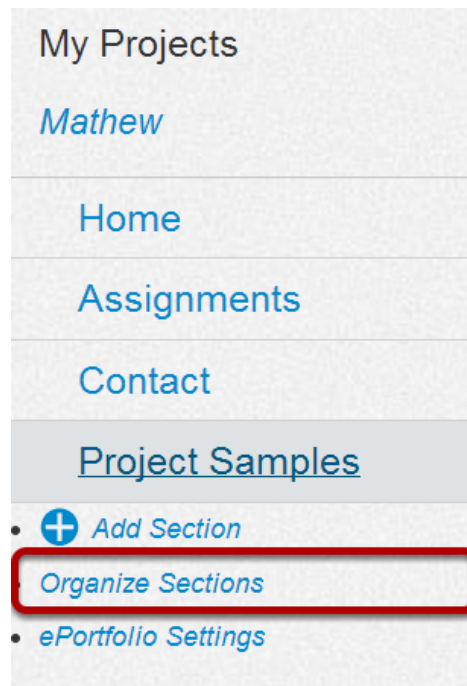 My Projects
Mathew
Home
Assignments
Contact
Project Samples
Add Section
Organize Sections
ePortfolio Settings